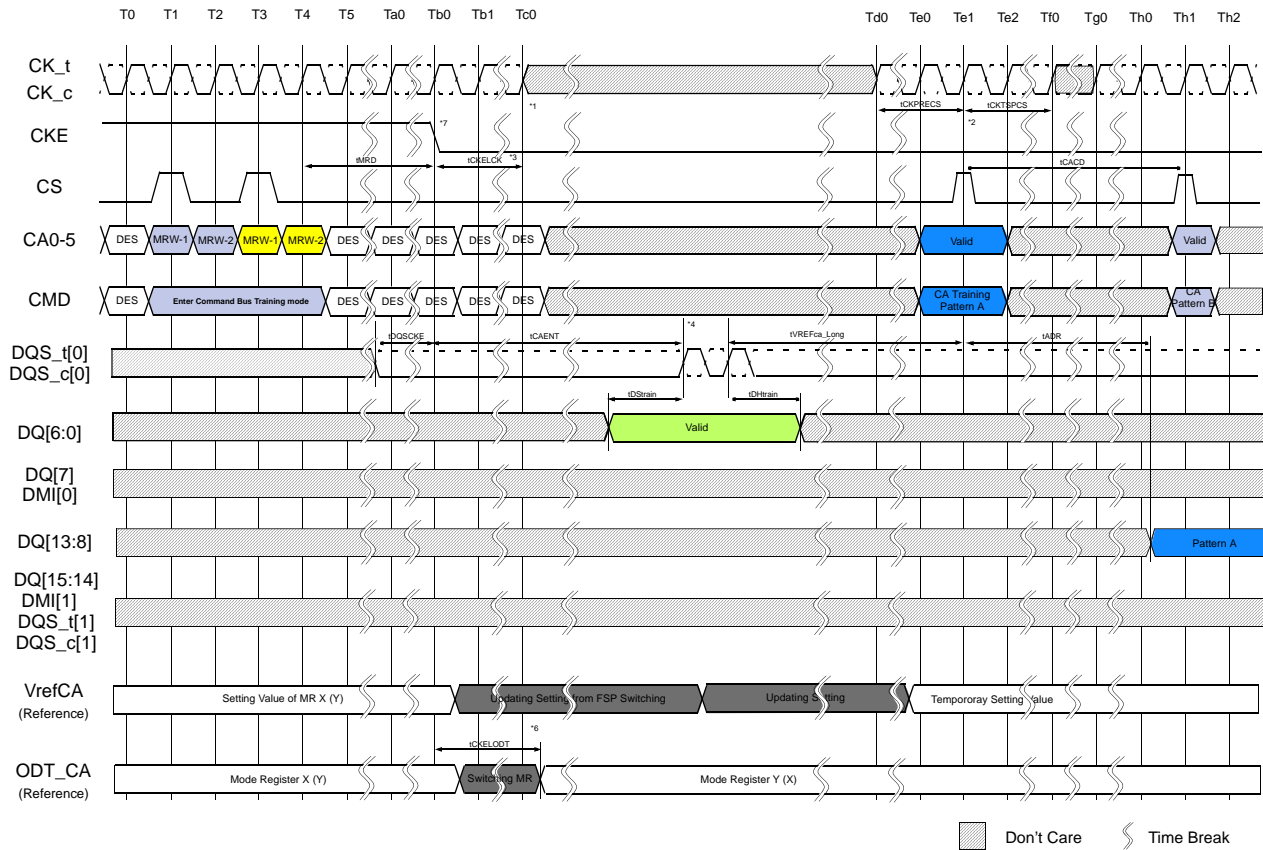 T0 T1 T2 T3 T4 T5 Ta0 Tb0 Tb1 Tc0 Td0 Te0 Te1 Te2 Tf0 Tg0 Th0 Th1 Th2
CK_t
CK_c
*1
tCKPRECS tCKTSPCS
*2
CKE
*7
tMRD tCKELCK *3
CS
tCACD
CA0-5
DES MRW-1 MRW-2 MRW-1 MRW-2 DES DES DES DES DES Valid Valid
CMD
DES Enter Command Bus Training mode DES DES DES DES DES CA Training Pattern A CA Pattern B
DQS_t[0]
DQS_c[0]
tDQSCKE tCAENT *4 tVREFca_Long tADR
tDStrain tDHtrain
DQ[6:0]
Valid
DQ[7]
DMI[0]
DQ[13:8]
Pattern A
DQ[15:14]
DMI[1]
DQS_t[1]
DQS_c[1]
VrefCA
(Reference)
Setting Value of MR X (Y) Updating Setting from FSP Switching Updating Setting Tempororay Setting Value
*6
tCKELODT
ODT_CA
(Reference)
Mode Register X (Y) Switching MR Mode Register Y (X)
Don't Care Time Break